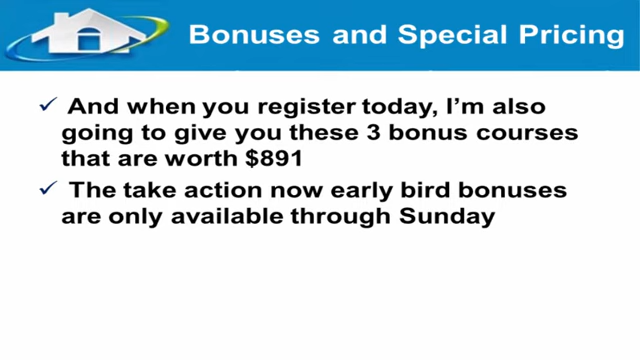 Bonuses and Special Pricing
And when you register today, I'm also
going to give you these 3 bonus courses
that are worth $891
The take action now early bird bonuses
are only available through Sunday